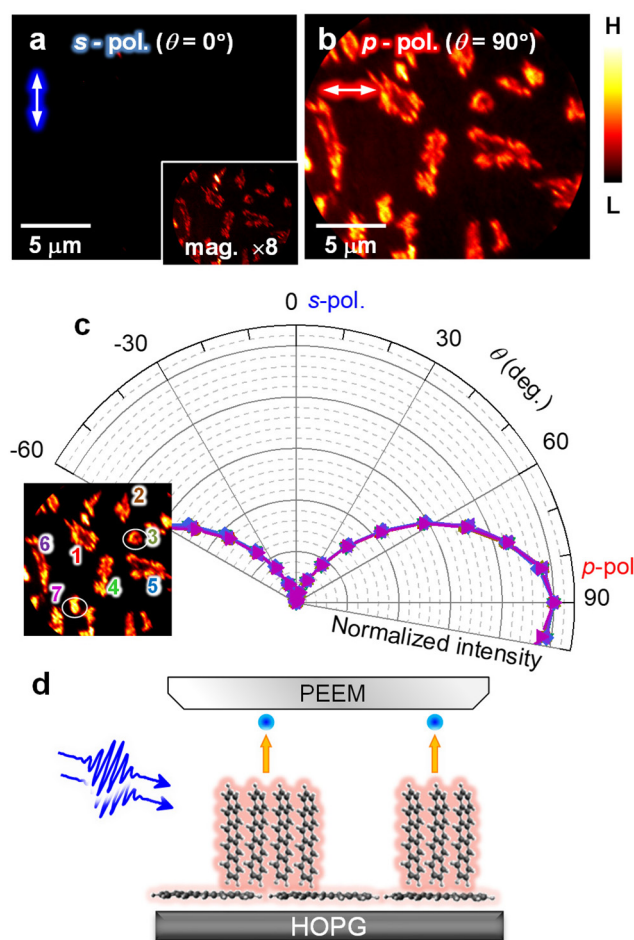 a s - pol. (θ = 0°)
5 μm
mag. ×8
b p - pol. (θ = 90°)
5 μm
H
L
c
0 s-pol.
-30
30
θ (deg.)
-60
60
2
3
6
1
4
5
7
p-pol.
90
Normalized intensity
d
PEEM
HOPG